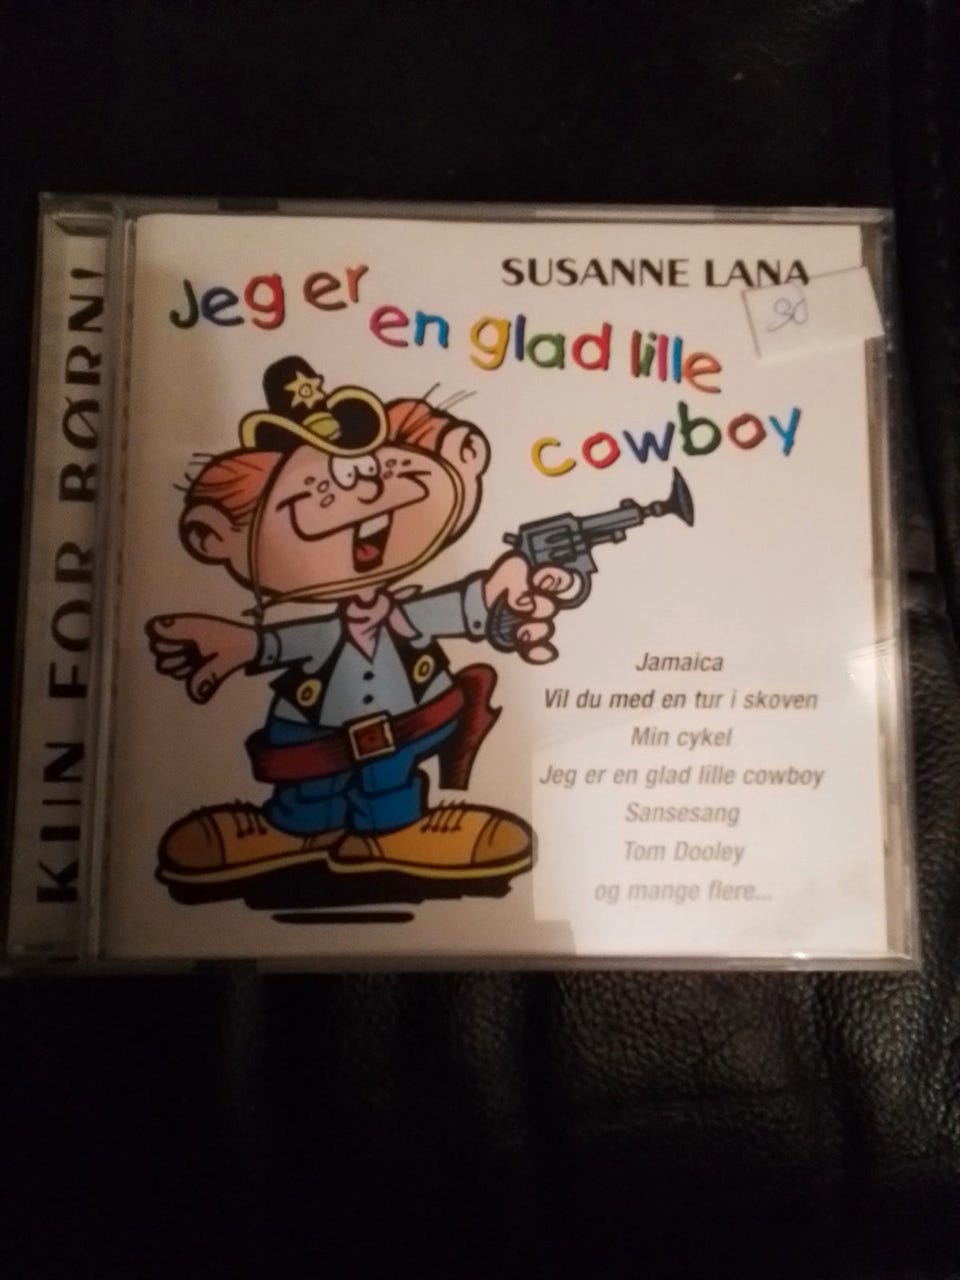 KUN FOR BØRN!
SUSANNE LANA
30
Jeg er
en glad lille
cowboy
Jamaica
Vil du med en tur i skoven
Min cykel
Jeg er en glad lille cowboy
Sansesang
Tom Dooley
og mange flere...